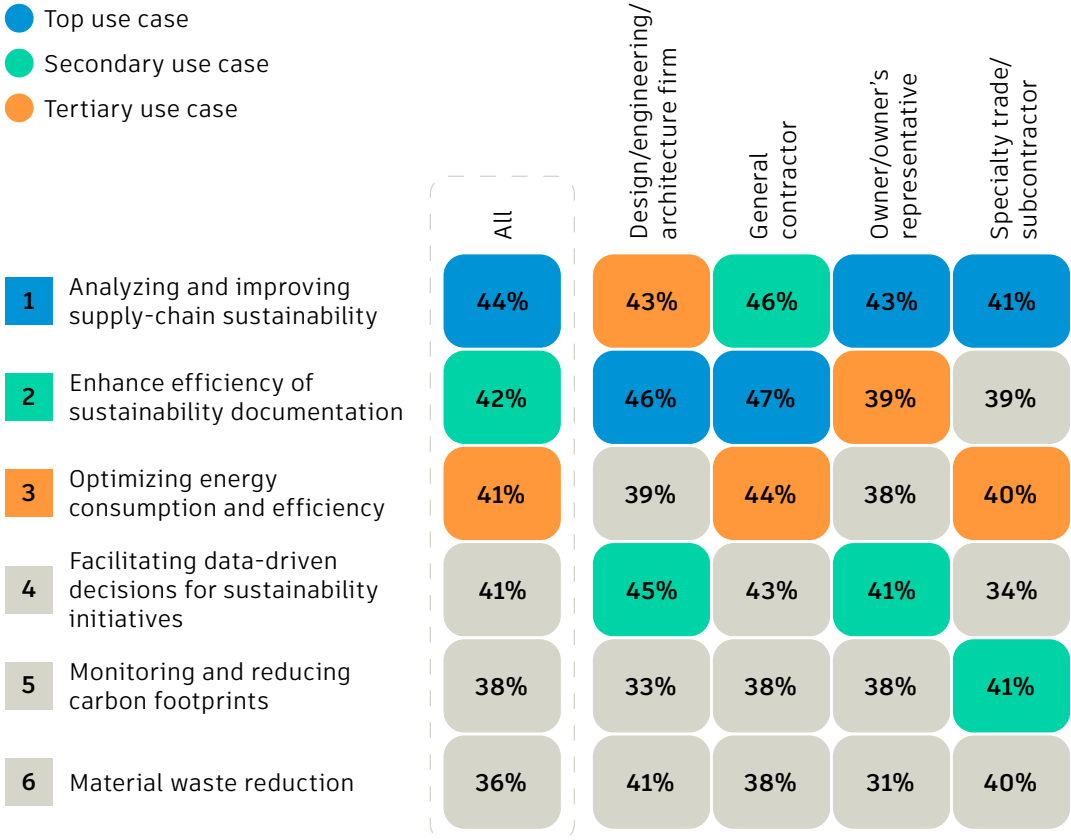 Top use case
Secondary use case
Tertiary use case
All
Design/engineering/
architecture firm
General
contractor
Owner/owner's
representative
Specialty trade/
subcontractor
1
Analyzing and improving
supply-chain sustainability
44%
43%
46%
43%
41%
2
Enhance efficiency of
sustainability documentation
42%
46%
47%
39%
39%
3
Optimizing energy
consumption and efficiency
41%
39%
44%
38%
40%
4
Facilitating data-driven
decisions for sustainability
initiatives
41%
45%
43%
41%
34%
5
Monitoring and reducing
carbon footprints
38%
33%
38%
38%
41%
6
Material waste reduction
36%
41%
38%
31%
40%